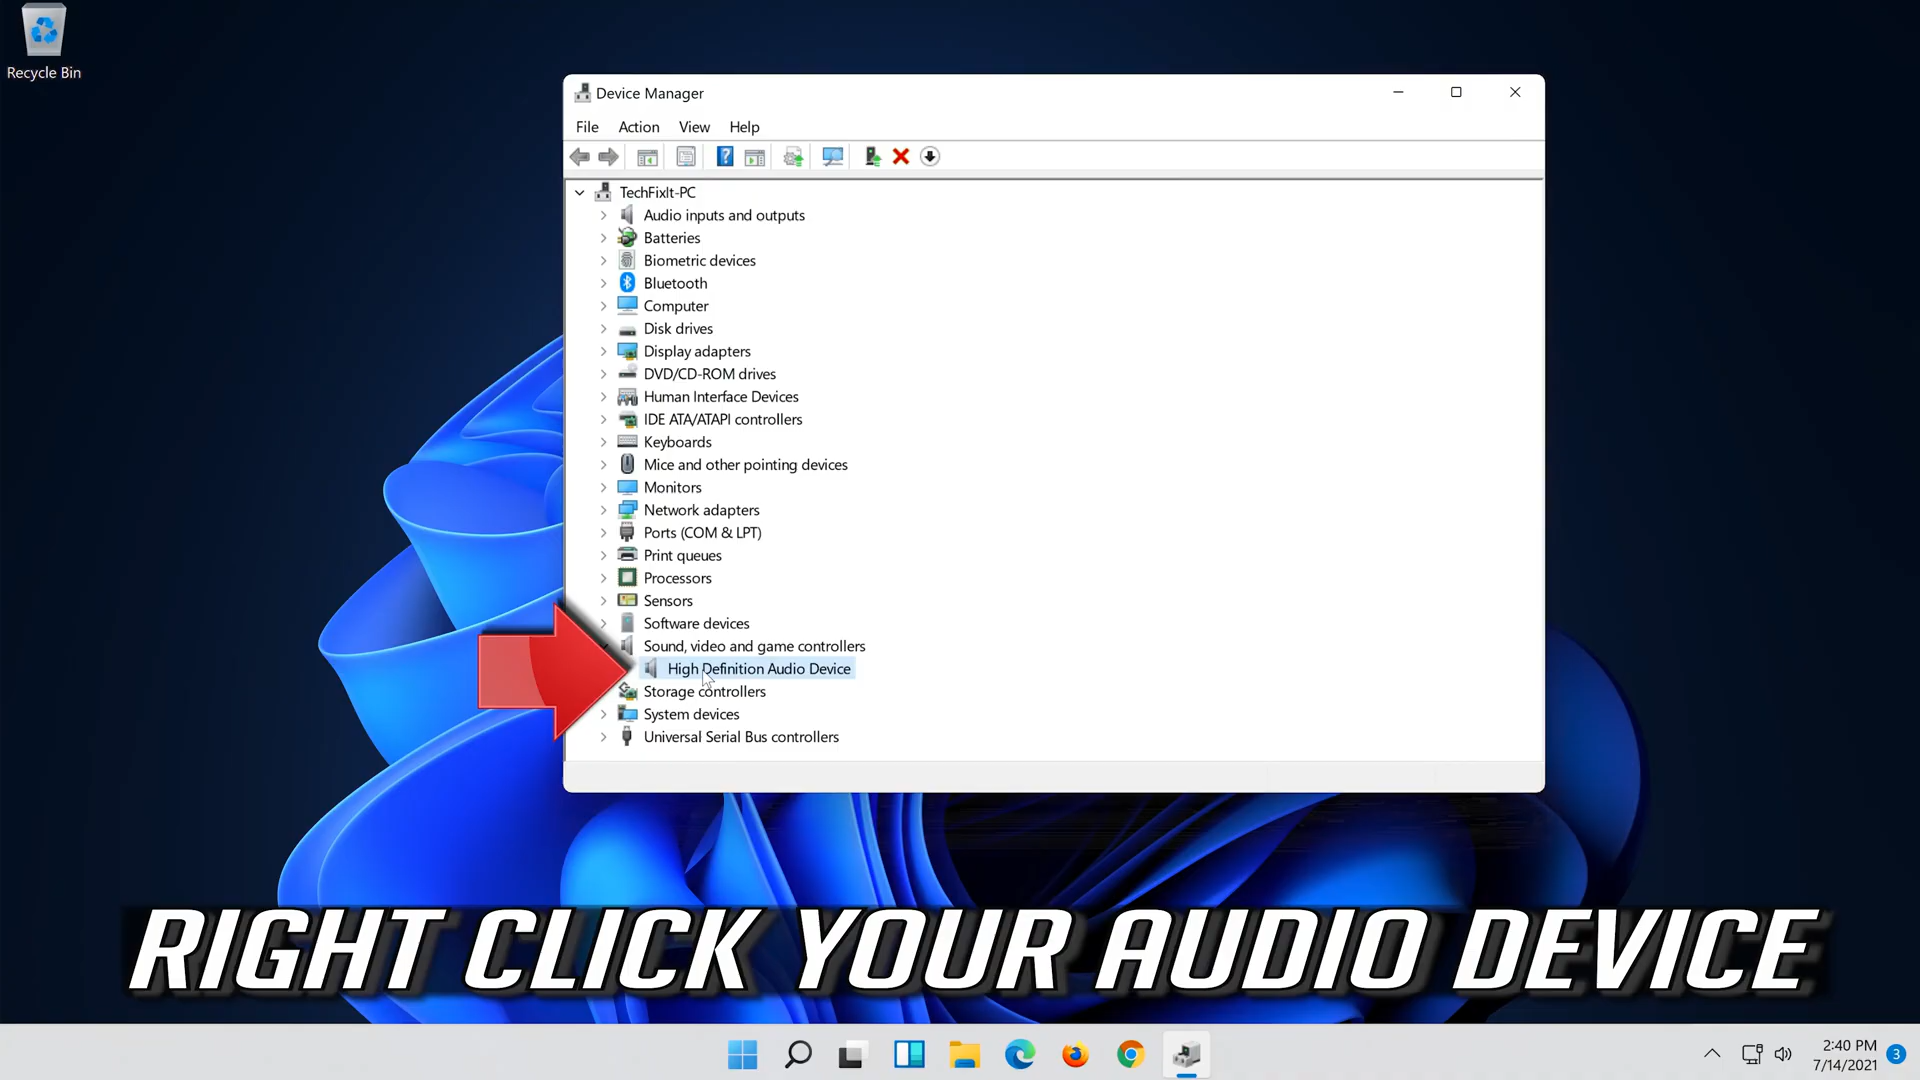 Recycle Bin
Device Manager
File Action View Help
TechFixIt-PC
Audio inputs and outputs
Batteries
Biometric devices
Bluetooth
Computer
Disk drives
Display adapters
DVD/CD-ROM drives
Human Interface Devices
IDE ATA/ATAPI controllers
Keyboards
Mice and other pointing devices
Monitors
Network adapters
Ports (COM & LPT)
Print queues
Processors
Sensors
Software devices
Sound, video and game controllers
High Definition Audio Device
Storage controllers
System devices
Universal Serial Bus controllers
RIGHT CLICK YOUR AUDIO DEVICE
2:40 PM
7/14/2021
3